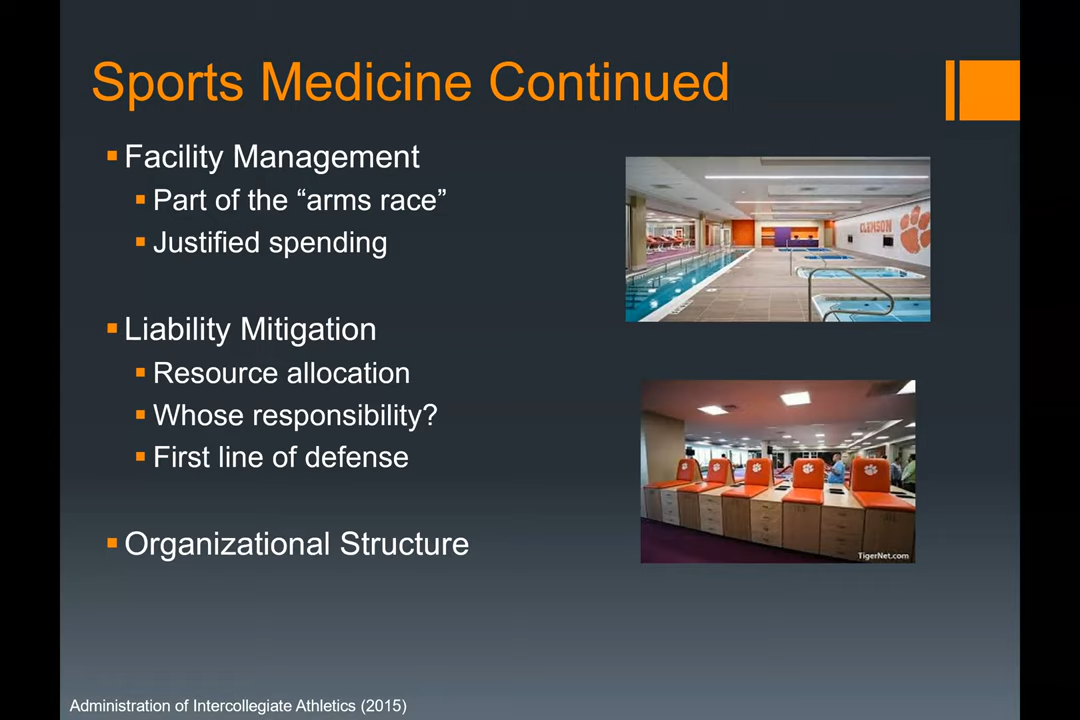 Sports Medicine Continued
Facility Management
Part of the “arms race”
Justified spending
Liability Mitigation
Resource allocation
Whose responsibility?
First line of defense
Organizational Structure
CLEMSON
TigerNet.com
Administration of Intercollegiate Athletics (2015)